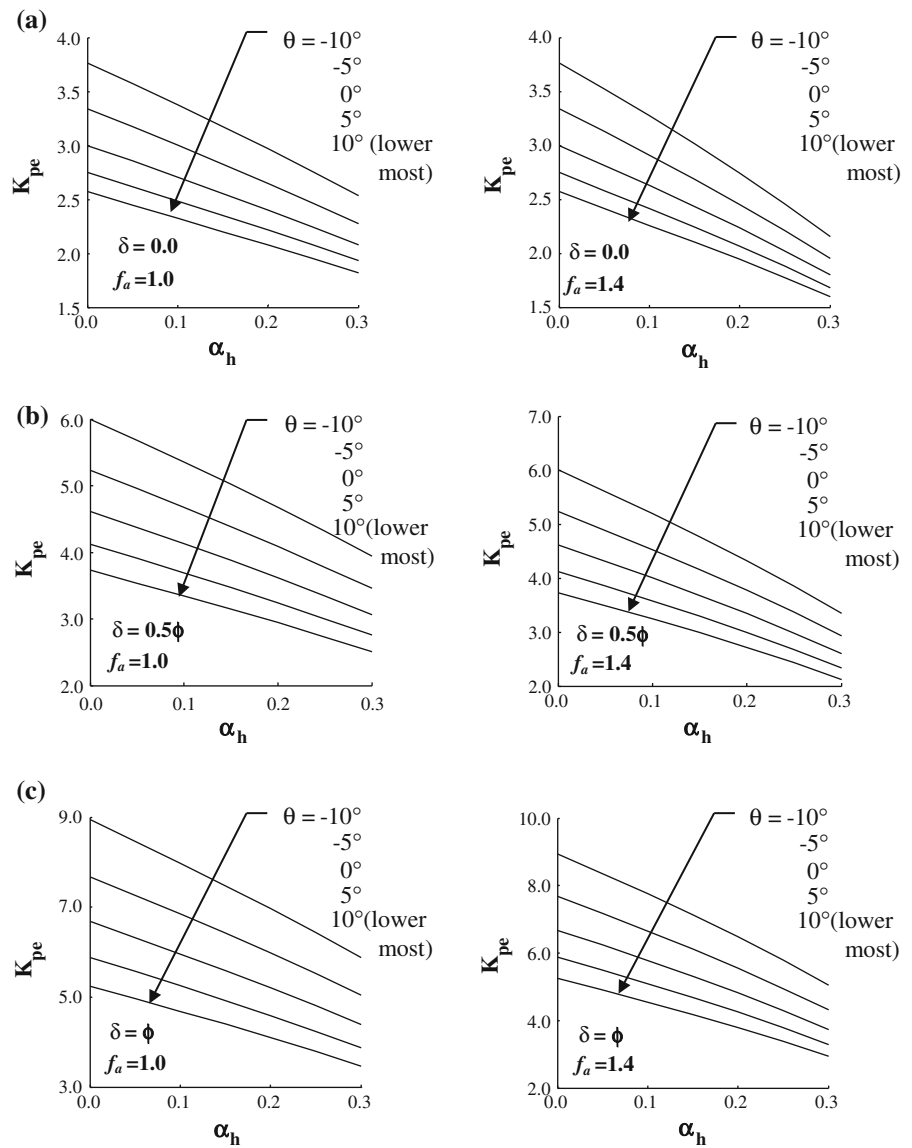 (a)
4.0
3.5
3.0
2.5
2.0
1.5
K_pe
θ = -10°
-5°
0°
5°
10° (lower
most)
δ = 0.0
f_a =1.0
0.0 0.1 0.2 0.3
α_h
4.0
3.5
3.0
2.5
2.0
1.5
K_pe
θ = -10°
-5°
0°
5°
10° (lower
most)
δ = 0.0
f_a =1.4
0.0 0.1 0.2 0.3
α_h
(b)
6.0
5.0
4.0
3.0
2.0
K_pe
θ = -10°
-5°
0°
5°
10°(lower
most)
δ = 0.5ϕ
f_a =1.0
0.0 0.1 0.2 0.3
α_h
7.0
6.0
5.0
4.0
3.0
2.0
K_pe
θ = -10°
-5°
0°
5°
10°(lower
most)
δ = 0.5ϕ
f_a =1.4
0.0 0.1 0.2 0.3
α_h
(c)
9.0
7.0
5.0
3.0
K_pe
θ = -10°
-5°
0°
5°
10°(lower
most)
δ = ϕ
f_a =1.0
0.0 0.1 0.2 0.3
α_h
10.0
8.0
6.0
4.0
2.0
K_pe
θ = -10°
-5°
0°
5°
10°(lower
most)
δ = ϕ
f_a =1.4
0.0 0.1 0.2 0.3
α_h